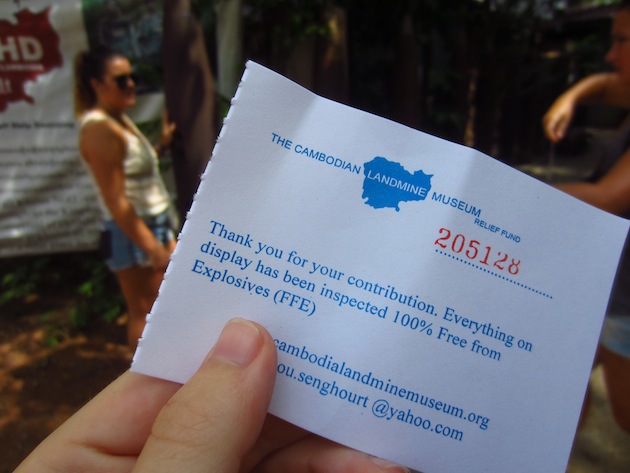 HD
THE CAMBODIAN LANDMINE MUSEUM
RELIEF FUND
205128
Thank you for your contribution. Everything on
display has been inspected 100% Free from
Explosives (FFE)
cambodialandminemuseum.org
ou.senghourt @yahoo.com